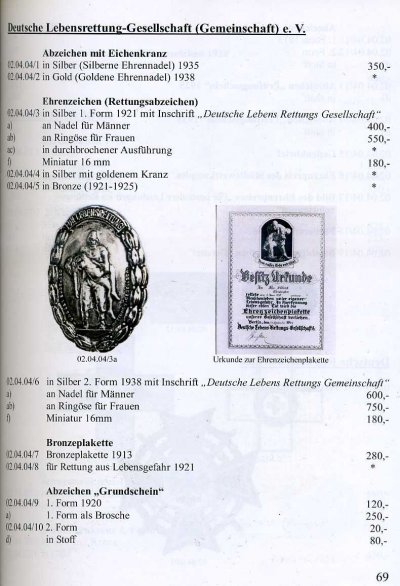 Deutsche Lebensrettung-Gesellschaft (Gemeinschaft) e. V.
Abzeichen mit Eichenkranz
02.04.04/1 in Silber (Silberne Ehrennadel) 1935 350,-
02.04.04/2 in Gold (Goldene Ehrennadel) 1938 *
Ehrenzeichen (Rettungsabzeichen)
02.04.04/3 in Silber 1. Form 1921 mit Inschrift „Deutsche Lebens Rettungs Gesellschaft“
a) an Nadel für Männer 400,-
ab) an Ringöse für Frauen 550,-
ac) in durchbrochener Ausführung *
f) Miniatur 16 mm 180,-
02.04.04/4 in Silber mit goldenem Kranz *
02.04.04/5 in Bronze (1921-1925) *
Besitz Urkunde
Ehrenzeichenplakette
Deutsche Lebens-Rettungs-Gesellschaft
02.04.04/3a
Urkunde zur Ehrenzeichenplakette
02.04.04/6 in Silber 2. Form 1938 mit Inschrift „Deutsche Lebens Rettungs Gemeinschaft“
a) an Nadel für Männer 600,-
ab) an Ringöse für Frauen 750,-
f) Miniatur 16mm 180,-
Bronzeplakette
02.04.04/7 Bronzeplakette 1913 280,-
02.04.04/8 für Rettung aus Lebensgefahr 1921 *
Abzeichen „Grundschein“
02.04.04/9 1. Form 1920 120,-
a) 1. Form als Brosche 250,-
02.04.04/10 2. Form 20,-
d) in Stoff 80,-
69